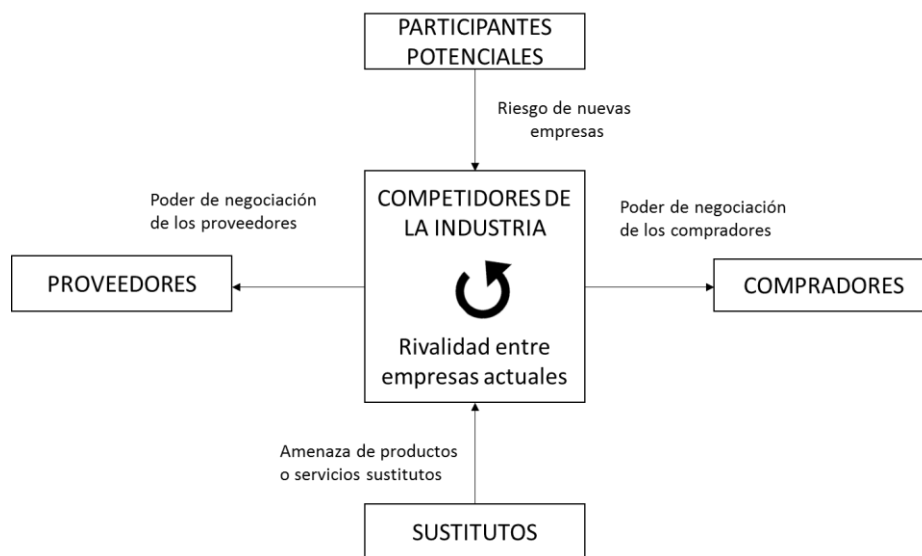 PARTICIPANTES
POTENCIALES
Riesgo de nuevas
empresas
Poder de negociación
de los proveedores
COMPETIDORES DE
LA INDUSTRIA
Poder de negociación
de los compradores
PROVEEDORES
COMPRADORES
Rivalidad entre
empresas actuales
Amenaza de productos
o servicios sustitutos
SUSTITUTOS